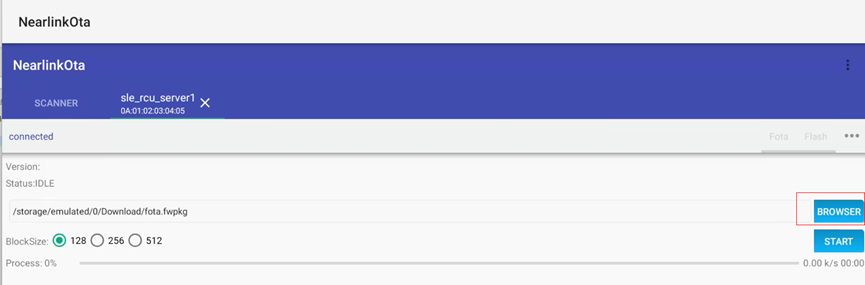 NearlinkOta
NearlinkOta
SCANNER
sle_rcu_server1
0A:01:02:03:04:05
connected
Fota Flash
Version:
Status:IDLE
/storage/emulated/0/Download/fota.fwpkg BROWSER
BlockSize: 128 256 512 START
Process: 0% 0.00 k/s 00:00